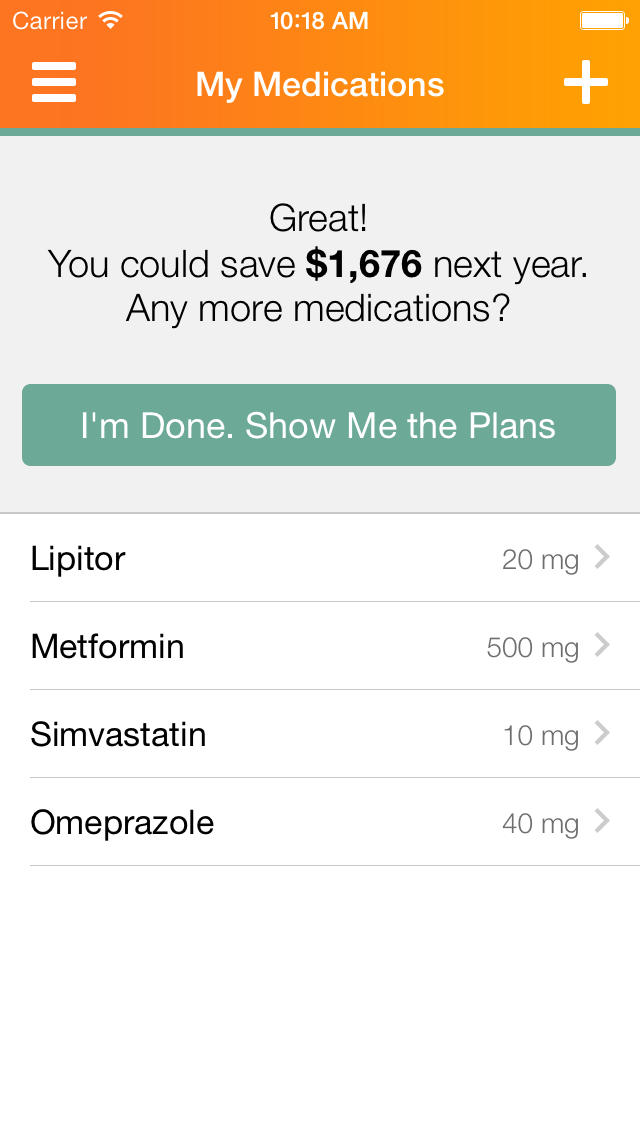 Carrier 10:18 AM
My Medications
Great!
You could save $1,676 next year.
Any more medications?
I'm Done. Show Me the Plans
Lipitor 20 mg
Metformin 500 mg
Simvastatin 10 mg
Omeprazole 40 mg